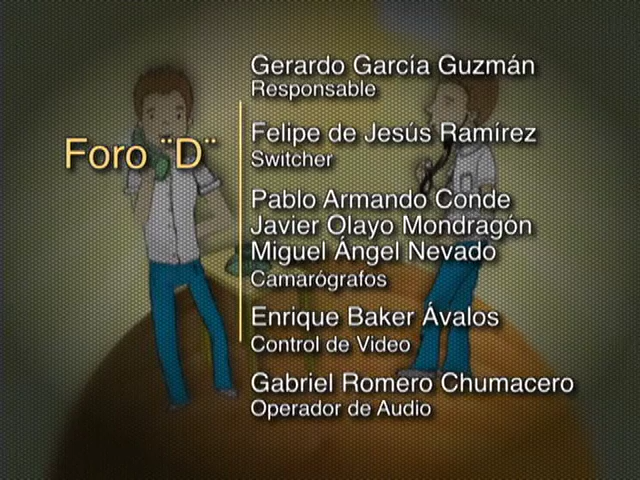 Foro ¨D¨
Gerardo García Guzmán
Responsable
Felipe de Jesús Ramírez
Switcher
Pablo Armando Conde
Javier Olayo Mondragón
Miguel Ángel Nevado
Camarógrafos
Enrique Baker Ávalos
Control de Video
Gabriel Romero Chumacero
Operador de Audio